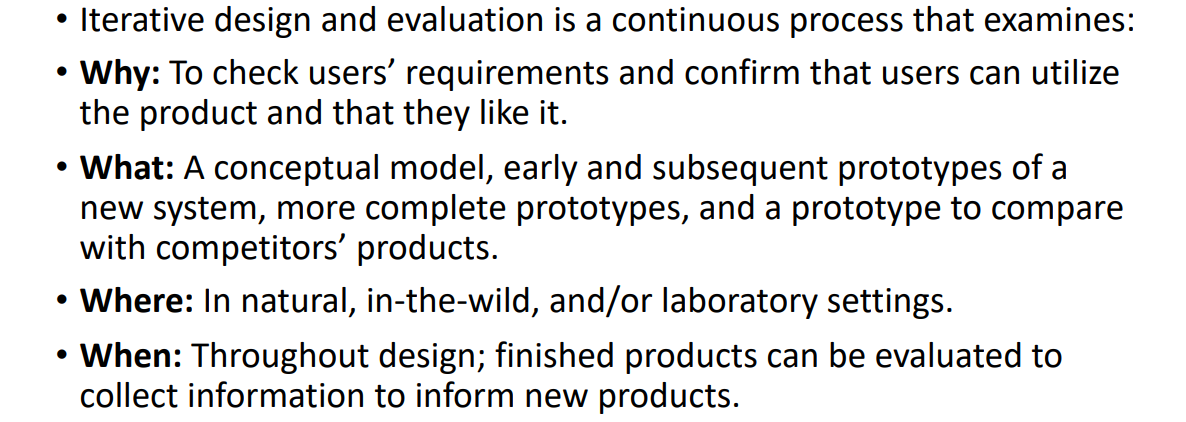 • Iterative design and evaluation is a continuous process that examines:
• Why: To check users’ requirements and confirm that users can utilize
the product and that they like it.
• What: A conceptual model, early and subsequent prototypes of a
new system, more complete prototypes, and a prototype to compare
with competitors’ products.
• Where: In natural, in-the-wild, and/or laboratory settings.
• When: Throughout design; finished products can be evaluated to
collect information to inform new products.